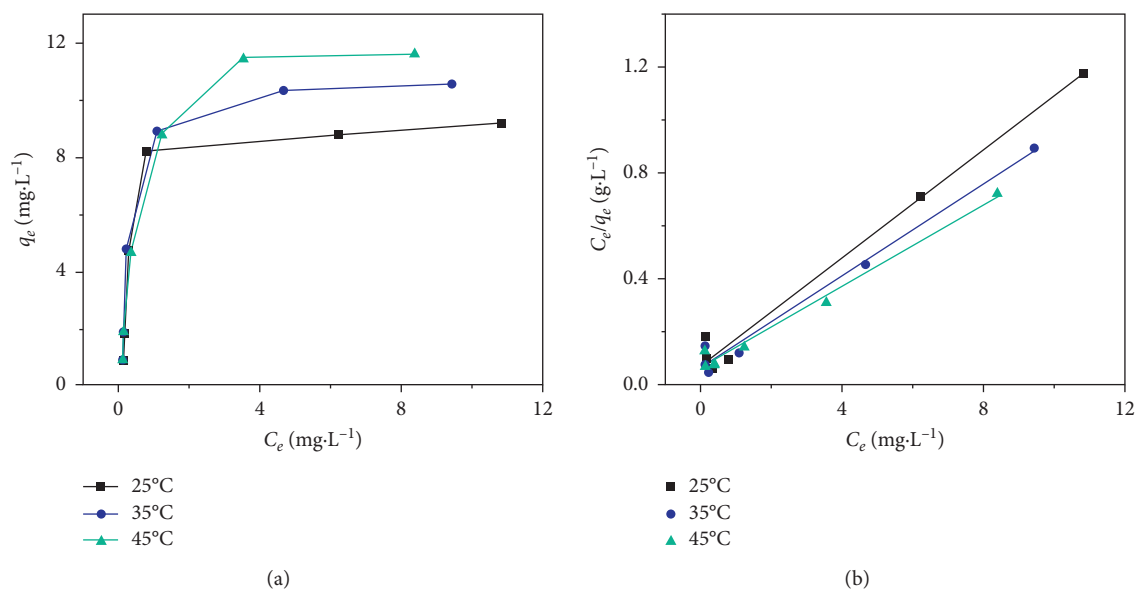 12
8
4
0
q_e (mg·L⁻¹)
0 4 8 12
C_e (mg·L⁻¹)
25°C
35°C
45°C
(a)
1.2
0.8
0.4
0.0
C_e/q_e (g·L⁻¹)
0 4 8 12
C_e (mg·L⁻¹)
25°C
35°C
45°C
(b)